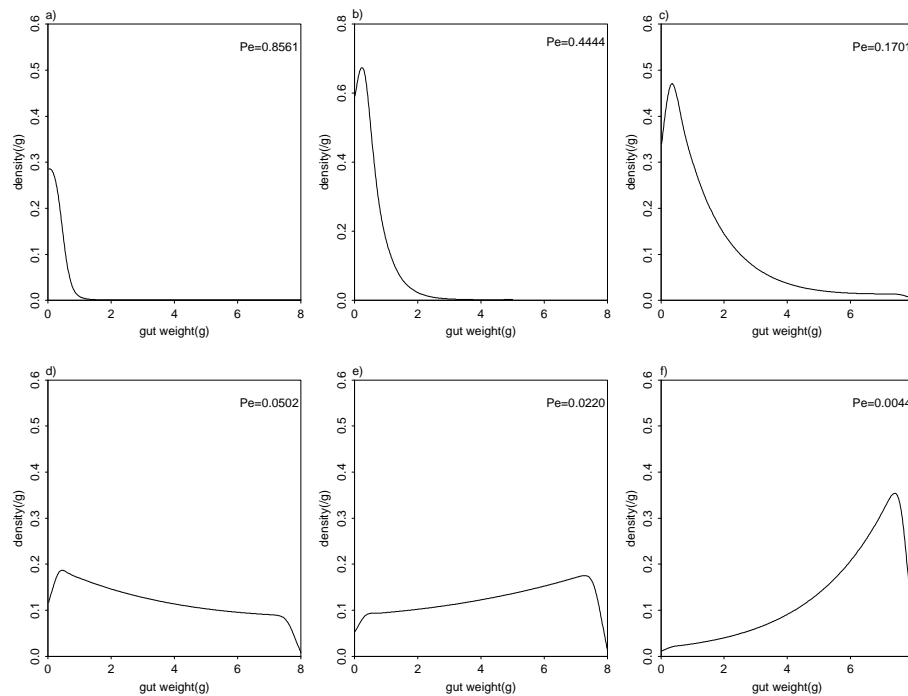 a)
Pe=0.8561
density(/g)
0.0 0.1 0.2 0.3 0.4 0.5 0.6
0 2 4 6 8
gut weight(g)
b)
Pe=0.4444
density(/g)
0.0 0.2 0.4 0.6 0.8
0 2 4 6 8
gut weight(g)
c)
Pe=0.1701
density(/g)
0.0 0.1 0.2 0.3 0.4 0.5 0.6
0 2 4 6
gut weight(g)
d)
Pe=0.0502
density(/g)
0.0 0.1 0.2 0.3 0.4 0.5 0.6
0 2 4 6 8
gut weight(g)
e)
Pe=0.0220
density(/g)
0.0 0.1 0.2 0.3 0.4 0.5 0.6
0 2 4 6 8
gut weight(g)
f)
Pe=0.0044
density(/g)
0.0 0.1 0.2 0.3 0.4 0.5 0.6
0 2 4 6
gut weight(g)